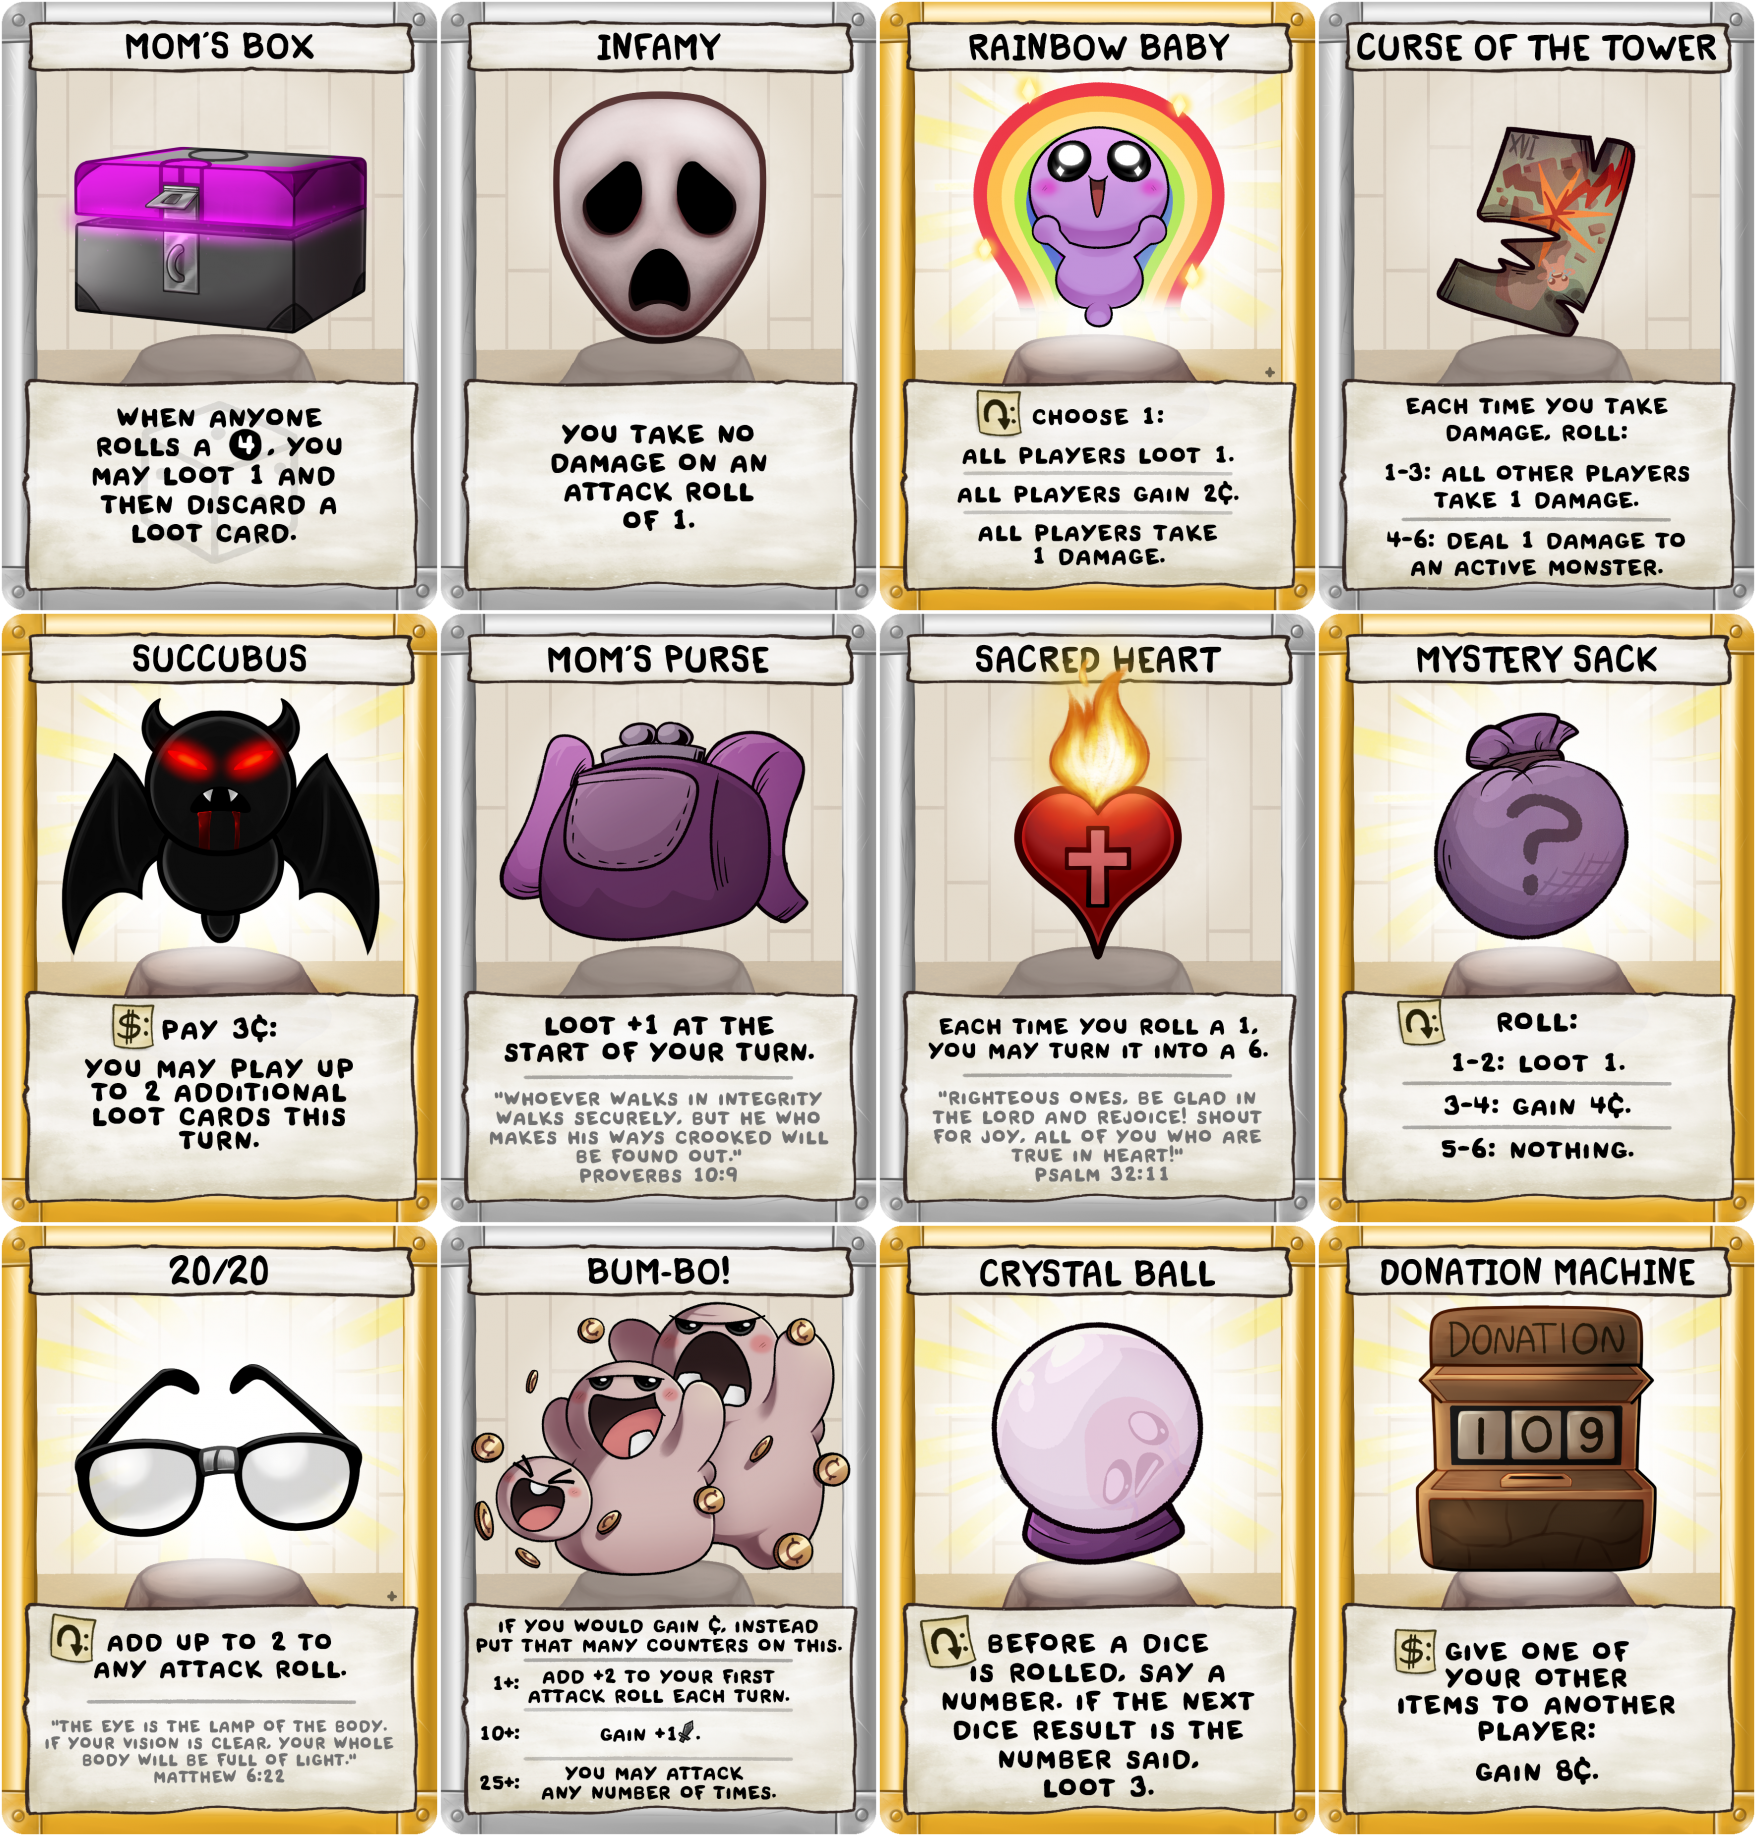 MOM'S BOX
WHEN ANYONE
ROLLS A 4, YOU
MAY LOOT 1 AND
THEN DISCARD A
LOOT CARD.
INFAMY
YOU TAKE NO
DAMAGE ON AN
ATTACK ROLL
OF 1.
RAINBOW BABY
CHOOSE 1:
ALL PLAYERS LOOT 1.
ALL PLAYERS GAIN 2¢.
ALL PLAYERS TAKE
1 DAMAGE.
CURSE OF THE TOWER
XVI
EACH TIME YOU TAKE
DAMAGE, ROLL:
1-3: ALL OTHER PLAYERS
TAKE 1 DAMAGE.
4-6: DEAL 1 DAMAGE TO
AN ACTIVE MONSTER.
SUCCUBUS
$: PAY 3¢:
YOU MAY PLAY UP
TO 2 ADDITIONAL
LOOT CARDS THIS
TURN.
MOM'S PURSE
LOOT +1 AT THE
START OF YOUR TURN.
"WHOEVER WALKS IN INTEGRITY
WALKS SECURELY, BUT HE WHO
MAKES HIS WAYS CROOKED WILL
BE FOUND OUT."
PROVERBS 10:9
SACRED HEART
EACH TIME YOU ROLL A 1,
YOU MAY TURN IT INTO A 6.
"RIGHTEOUS ONES, BE GLAD IN
THE LORD AND REJOICE! SHOUT
FOR JOY, ALL OF YOU WHO ARE
TRUE IN HEART!"
PSALM 32:11
MYSTERY SACK
?
ROLL:
1-2: LOOT 1.
3-4: GAIN 4¢.
5-6: NOTHING.
20/20
ADD UP TO 2 TO
ANY ATTACK ROLL.
"THE EYE IS THE LAMP OF THE BODY.
IF YOUR VISION IS CLEAR, YOUR WHOLE
BODY WILL BE FULL OF LIGHT."
MATTHEW 6:22
BUM-BO!
IF YOU WOULD GAIN ¢, INSTEAD
PUT THAT MANY COUNTERS ON THIS.
1+: ADD +2 TO YOUR FIRST
ATTACK ROLL EACH TURN.
10+: GAIN +1.
25+: YOU MAY ATTACK
ANY NUMBER OF TIMES.
CRYSTAL BALL
BEFORE A DICE
IS ROLLED, SAY A
NUMBER. IF THE NEXT
DICE RESULT IS THE
NUMBER SAID,
LOOT 3.
DONATION MACHINE
DONATION
109
$: GIVE ONE OF
YOUR OTHER
ITEMS TO ANOTHER
PLAYER:
GAIN 8¢.